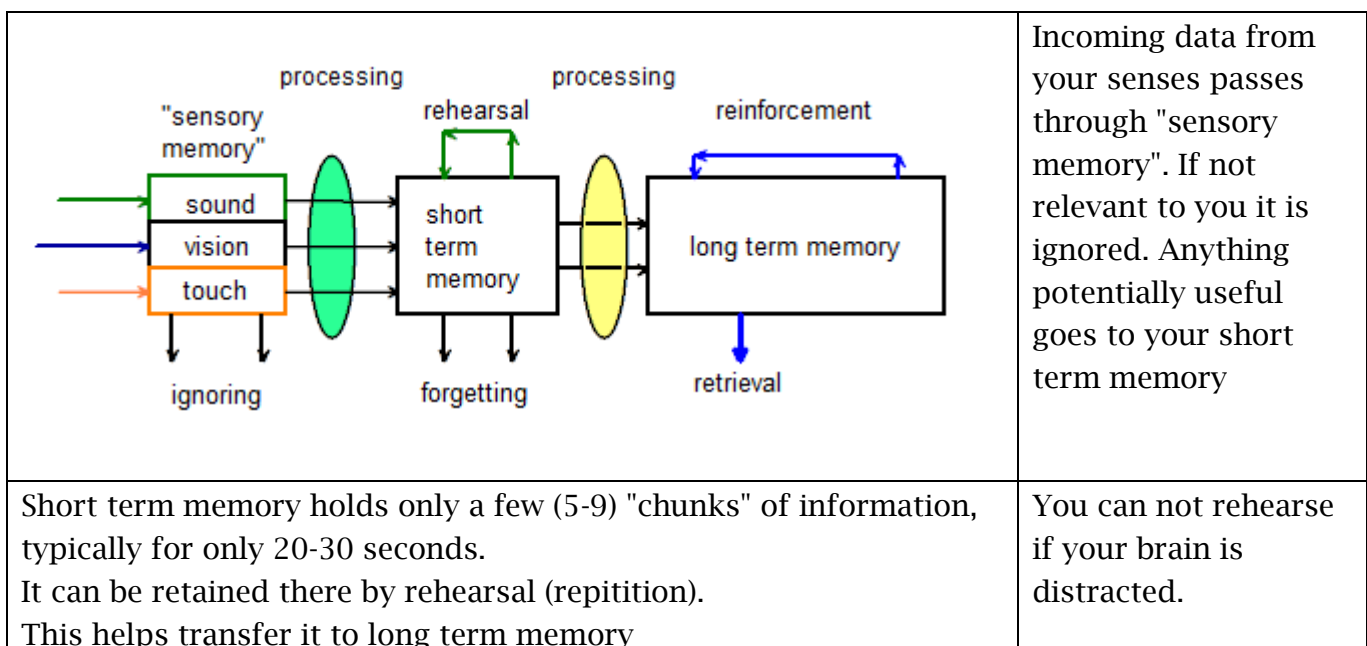 processing
processing
"sensory
memory"
rehearsal
reinforcement
sound
vision
touch
short
term
memory
long term memory
ignoring
forgetting
retrieval
Incoming data from
your senses passes
through "sensory
memory". If not
relevant to you it is
ignored. Anything
potentially useful
goes to your short
term memory
Short term memory holds only a few (5-9) "chunks" of information,
typically for only 20-30 seconds.
It can be retained there by rehearsal (repitition).
This helps transfer it to long term memory
You can not rehearse
if your brain is
distracted.